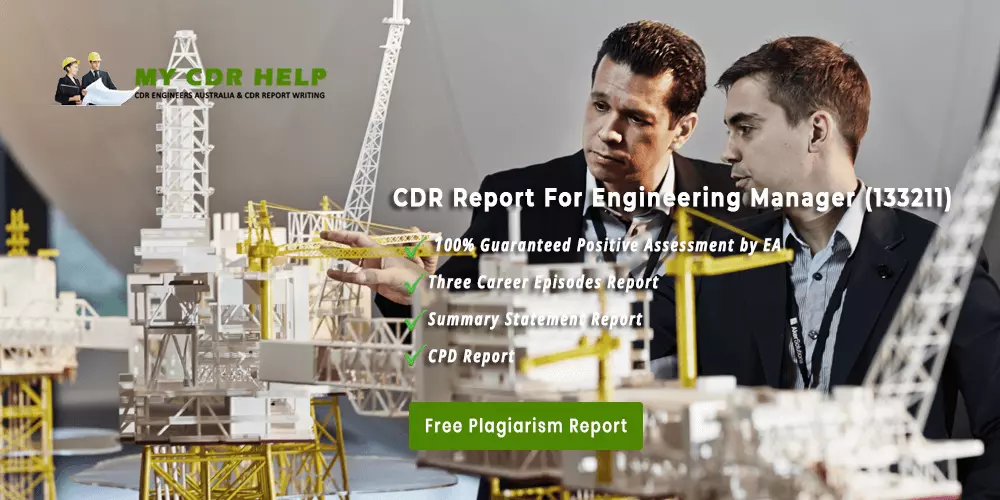 MY CDR HELP
CDR ENGINEERS AUSTRALIA & CDR REPORT WRITING
CDR Report For Engineering Manager (133211)
100% Guaranteed Positive Assessment by EA
Three Career Episodes Report
Summary Statement Report
CPD Report
AkerSolutions
Free Plagiarism Report